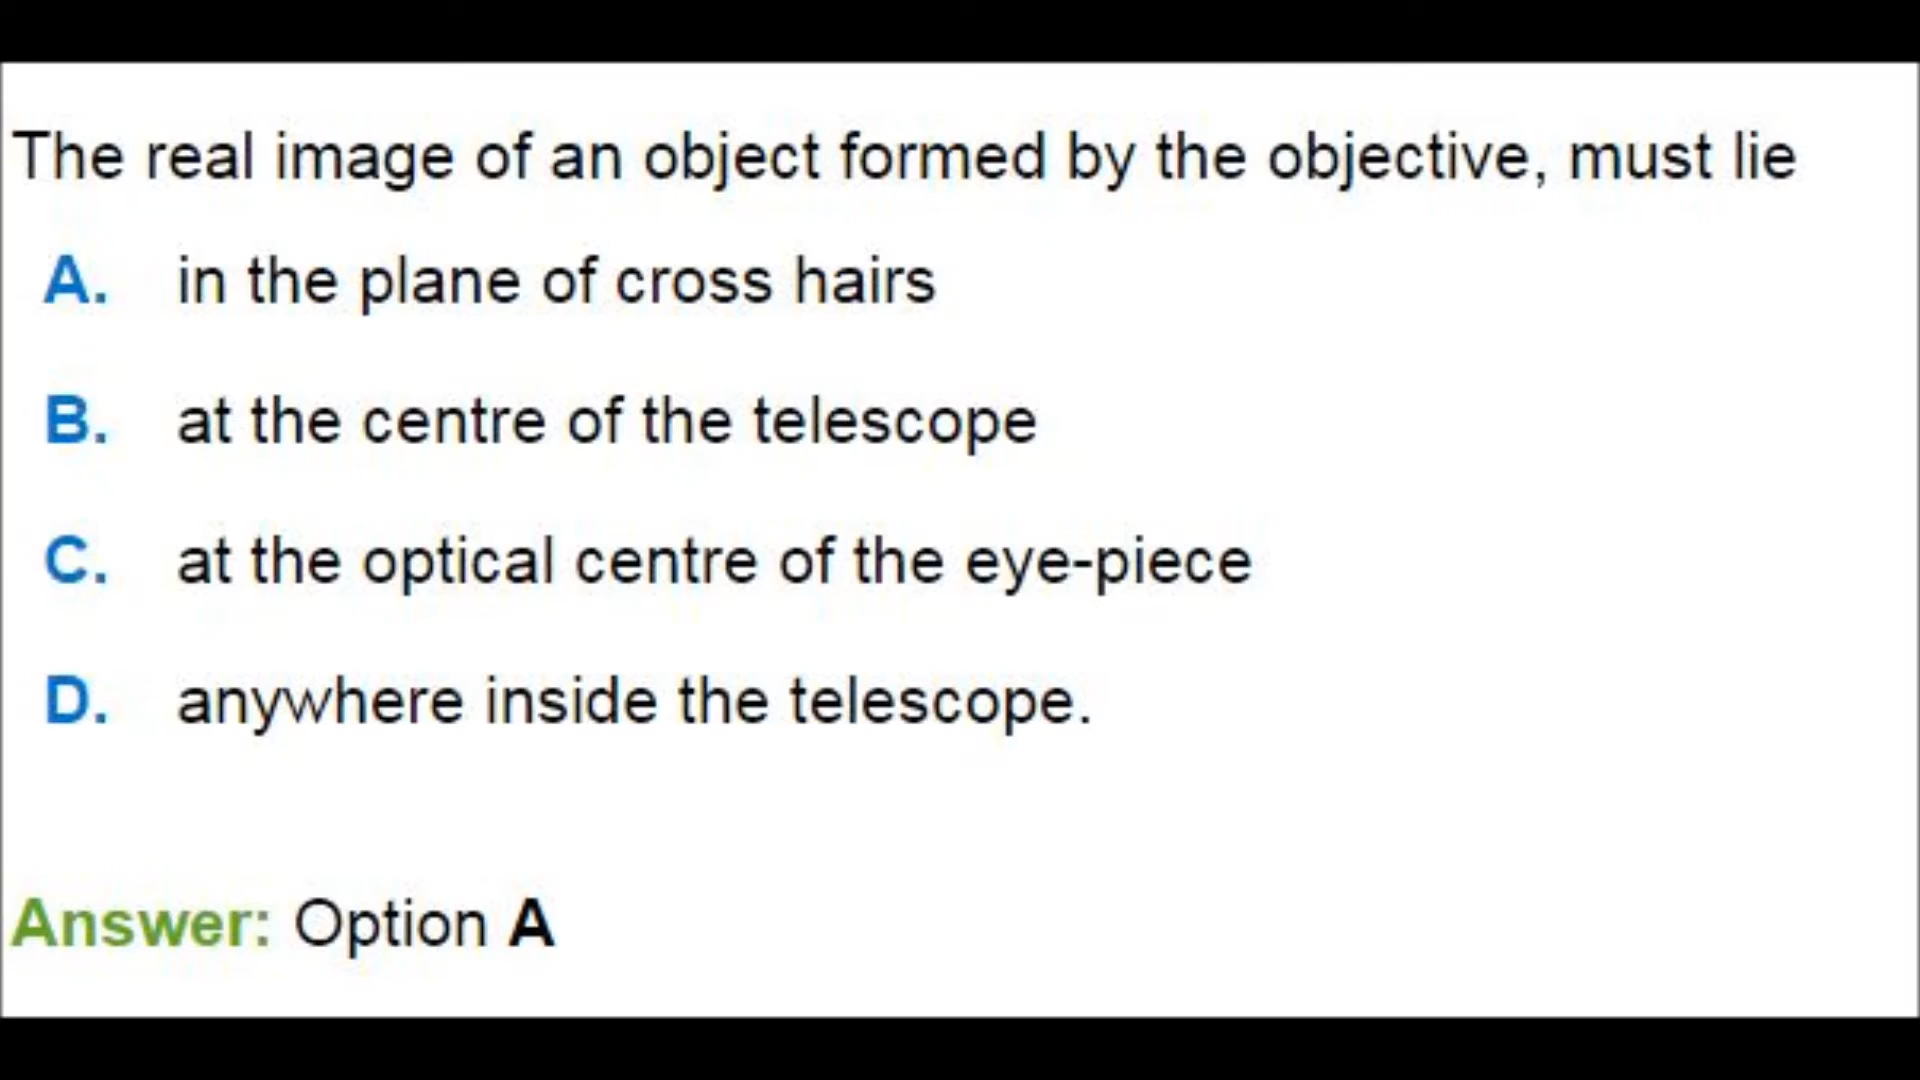 The real image of an object formed by the objective, must lie
A. in the plane of cross hairs
B. at the centre of the telescope
C. at the optical centre of the eye-piece
D. anywhere inside the telescope.
Answer: Option A